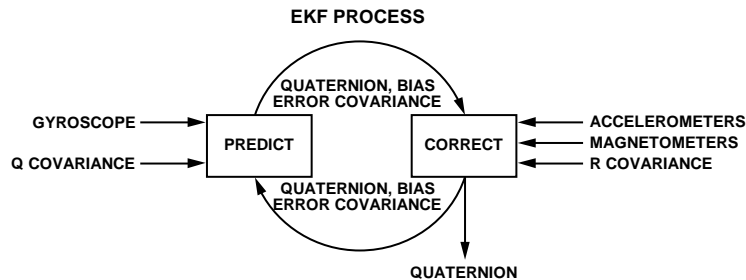 EKF PROCESS
QUATERNION, BIAS
ERROR COVARIANCE
GYROSCOPE
Q COVARIANCE
PREDICT
CORRECT
ACCELEROMETERS
MAGNETOMETERS
R COVARIANCE
QUATERNION, BIAS
ERROR COVARIANCE
QUATERNION